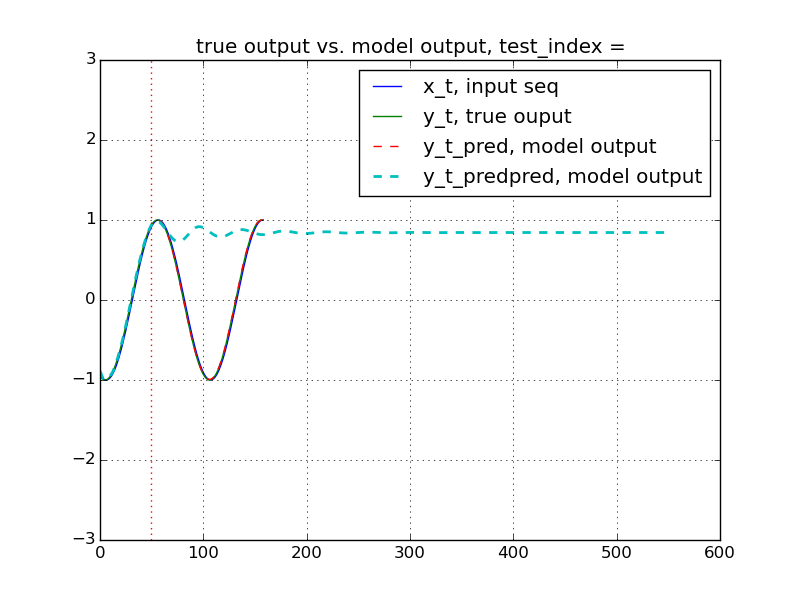 true output vs. model output, test_index =
3
2
1
0
−1
−2
−3
x_t, input seq
y_t, true ouput
y_t_pred, model output
y_t_predpred, model output
0 100 200 300 400 500 600